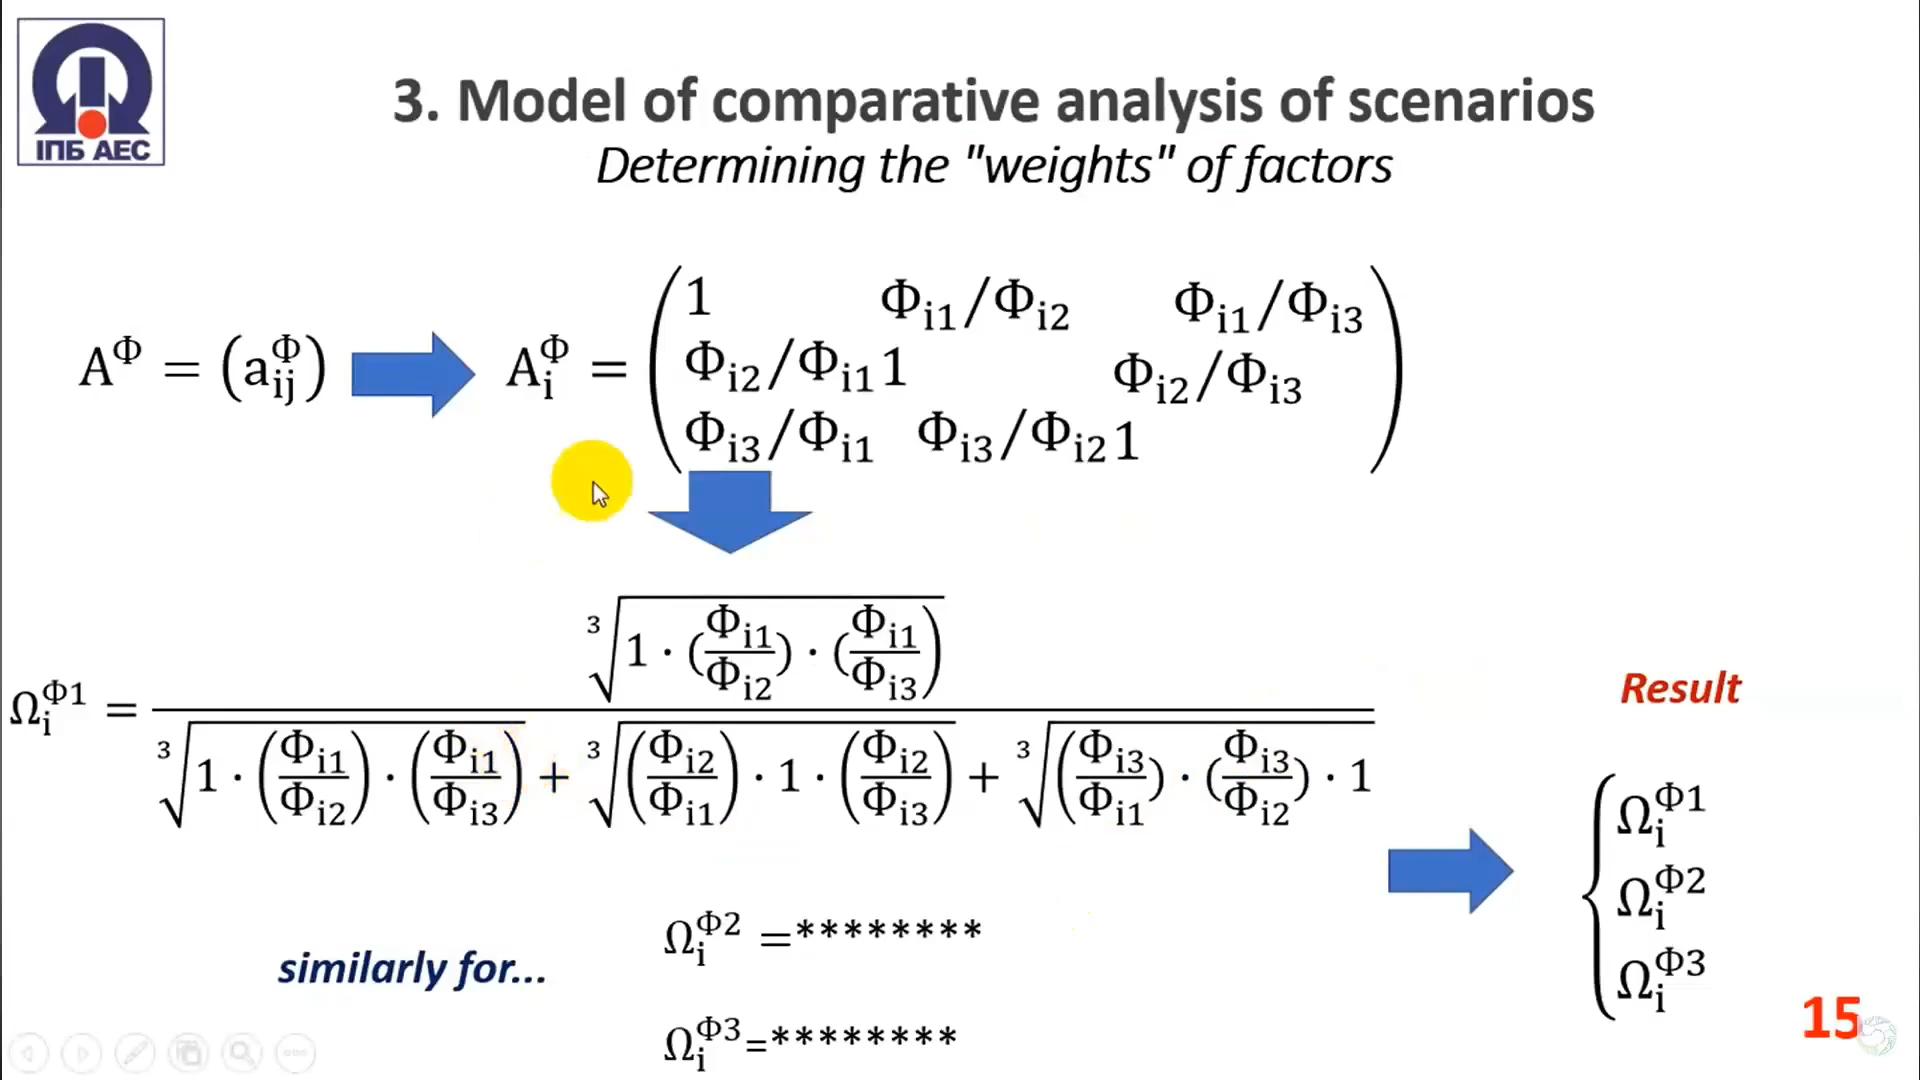 ІПБ АЕС
3. Model of comparative analysis of scenarios
Determining the "weights" of factors
A^Φ = (a_ij^Φ)
A_i^Φ = ( 1 Φ_i1/Φ_i2 Φ_i1/Φ_i3
Φ_i2/Φ_i1 1 Φ_i2/Φ_i3
Φ_i3/Φ_i1 Φ_i3/Φ_i2 1 )
Ω_i^Φ1 = ∛(1 · (Φ_i1/Φ_i2) · (Φ_i1/Φ_i3)) / (∛(1 · (Φ_i1/Φ_i2) · (Φ_i1/Φ_i3)) + ∛((Φ_i2/Φ_i1) · 1 · (Φ_i2/Φ_i3)) + ∛((Φ_i3/Φ_i1) · (Φ_i3/Φ_i2) · 1))
similarly for...
Ω_i^Φ2 =********
Ω_i^Φ3=********
Result
{ Ω_i^Φ1
Ω_i^Φ2
Ω_i^Φ3
15